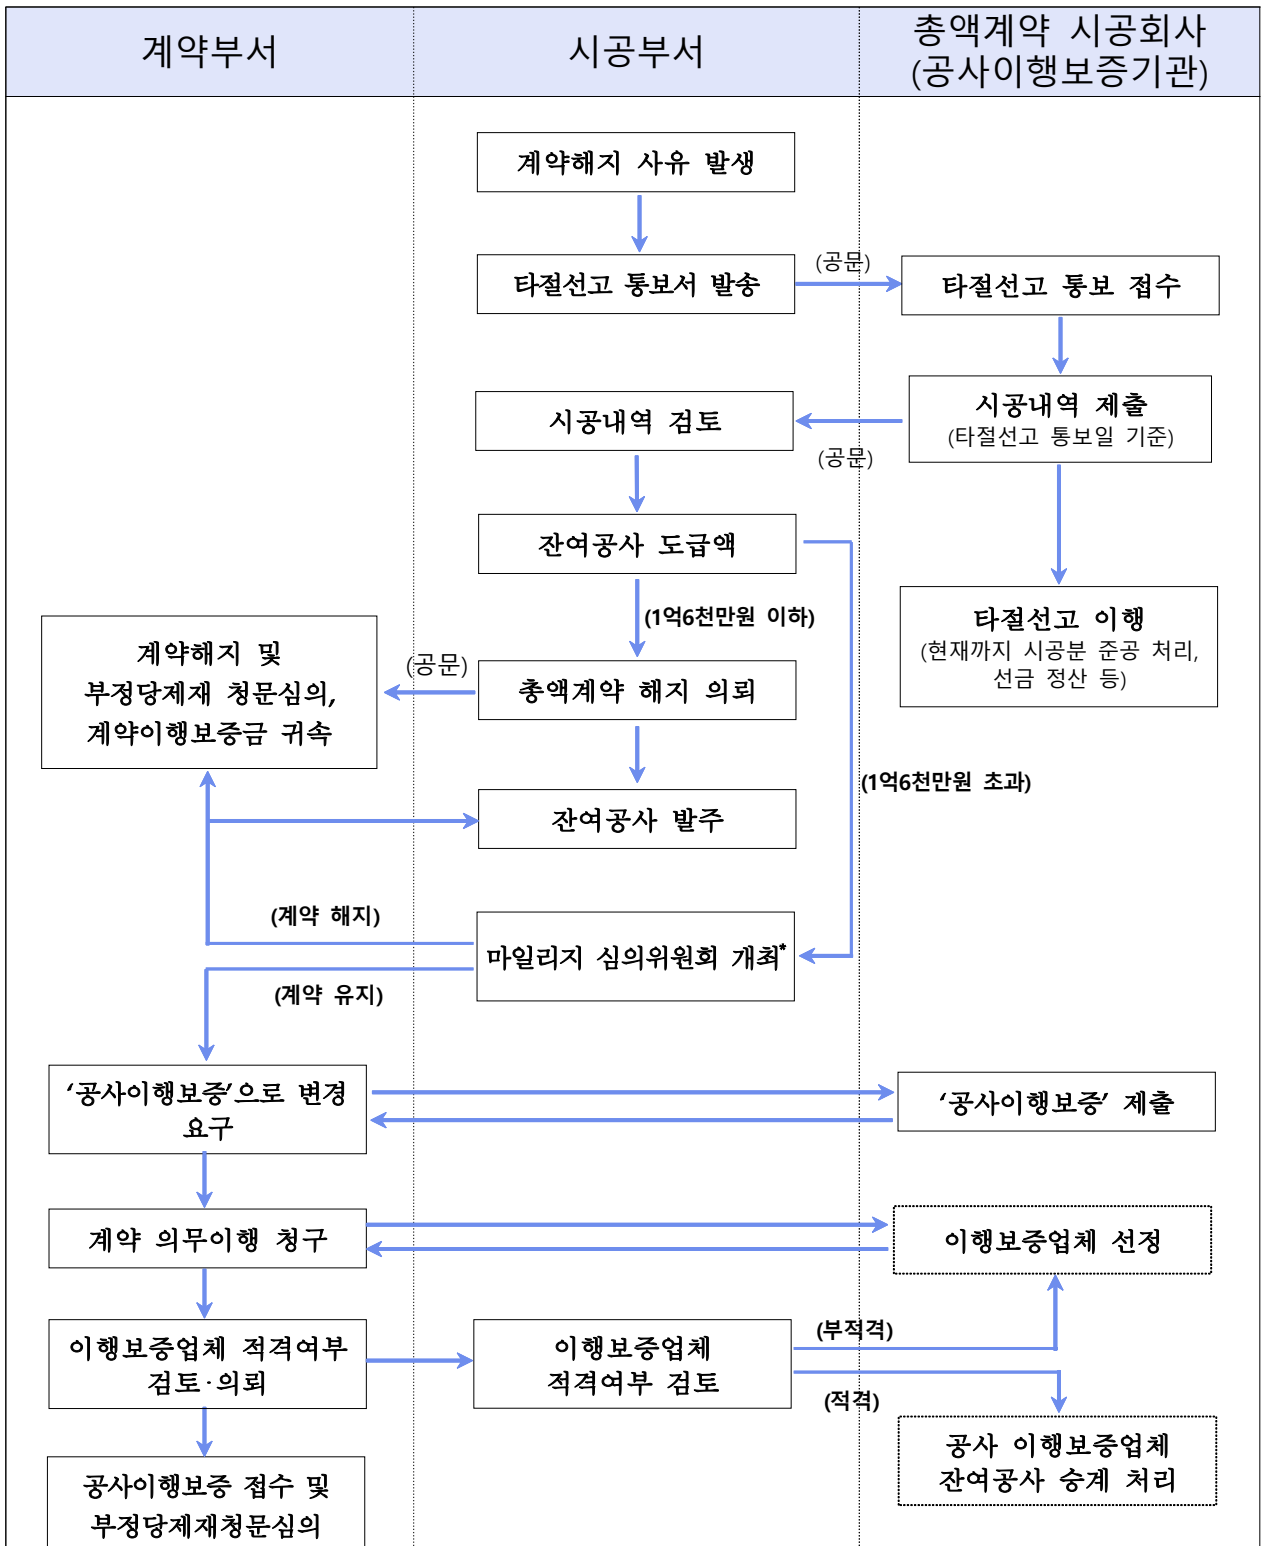 계약부서
시공부서
총액계약 시공회사
(공사이행보증기관)
계약해지 사유 발생
타절선고 통보서 발송
(공문)
타절선고 통보 접수
시공내역 검토
(공문)
시공내역 제출
(타절선고 통보일 기준)
잔여공사 도급액
(1억6천만원 이하)
타절선고 이행
(현재까지 시공분 준공 처리,
선금 정산 등)
계약해지 및
부정당제재 청문심의,
계약이행보증금 귀속
(공문)
총액계약 해지 의뢰
(1억6천만원 초과)
잔여공사 발주
(계약 해지)
마일리지 심의위원회 개최*
(계약 유지)
‘공사이행보증’으로 변경
요구
‘공사이행보증’ 제출
계약 의무이행 청구
이행보증업체 선정
이행보증업체 적격여부
검토·의뢰
이행보증업체
적격여부 검토
(부적격)
(적격)
공사 이행보증업체
잔여공사 승계 처리
공사이행보증 접수 및
부정당제재청문심의